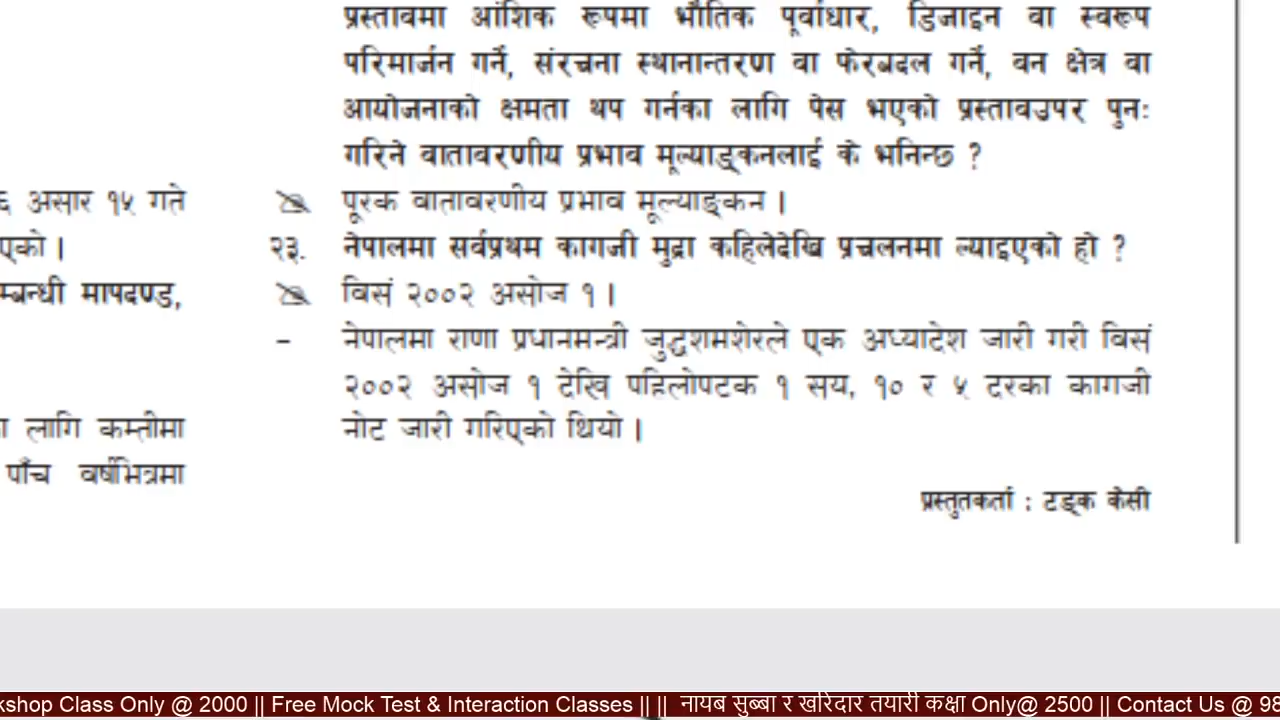 प्रस्तावमा आंशिक रूपमा भौतिक पूर्वाधार, डिजाइन वा स्वरूप
परिमार्जन गर्ने, संरचना स्थानान्तरण वा फेरबदल गर्ने, वन क्षेत्र वा
आयोजनाको क्षमता थप गर्नका लागि पेस भएको प्रस्तावउपर पुनः
गरिने वातावरणीय प्रभाव मूल्याङ्कनलाई के भनिन्छ ?
पूरक वातावरणीय प्रभाव मूल्याङ्कन ।
२३. नेपालमा सर्वप्रथम कागजी मुद्रा कहिलेदेखि प्रचलनमा ल्याइएको हो ?
विसं २००२ असोज १ ।
– नेपालमा राणा प्रधानमन्त्री जुद्धशमशेरले एक अध्यादेश जारी गरी विसं
२००२ असोज १ देखि पहिलोपटक १ सय, १० र ५ दरका कागजी
नोट जारी गरिएको थियो ।
प्रस्तुतकर्ता : टङ्क केसी
६ असार १५ गते
एको ।
म्बन्धी मापदण्ड,
ा लागि कम्तीमा
पाँच वर्षभित्रमा
kshop Class Only @ 2000 || Free Mock Test & Interaction Classes || || नायब सुब्बा र खरिदार तयारी कक्षा Only@ 2500 || Contact Us @ 98